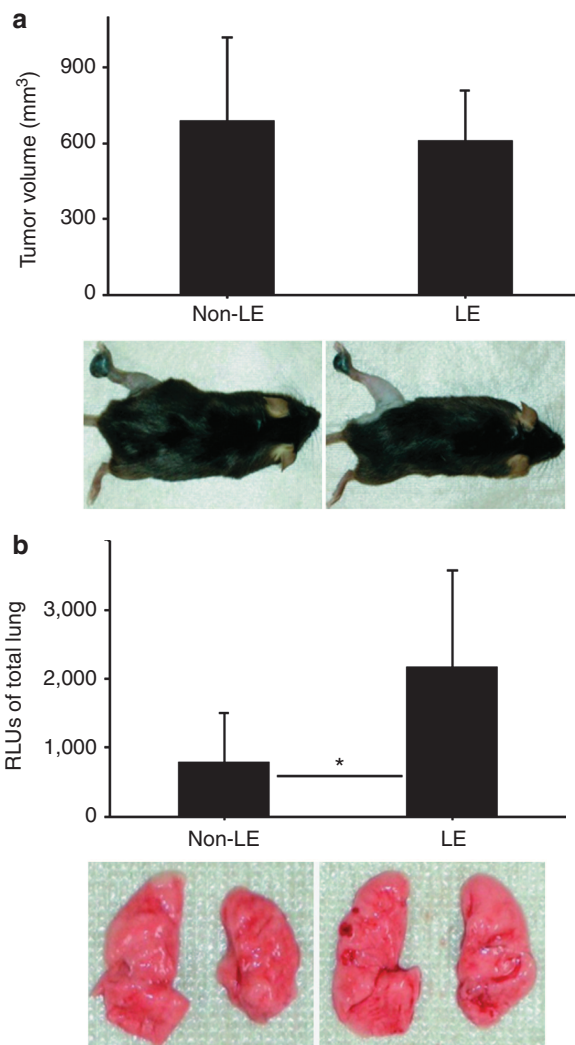 a
Tumor volume (mm³)
900
600
300
0
Non-LE
LE
b
RLUs of total lung
3,000
2,000
1,000
0
*
Non-LE
LE